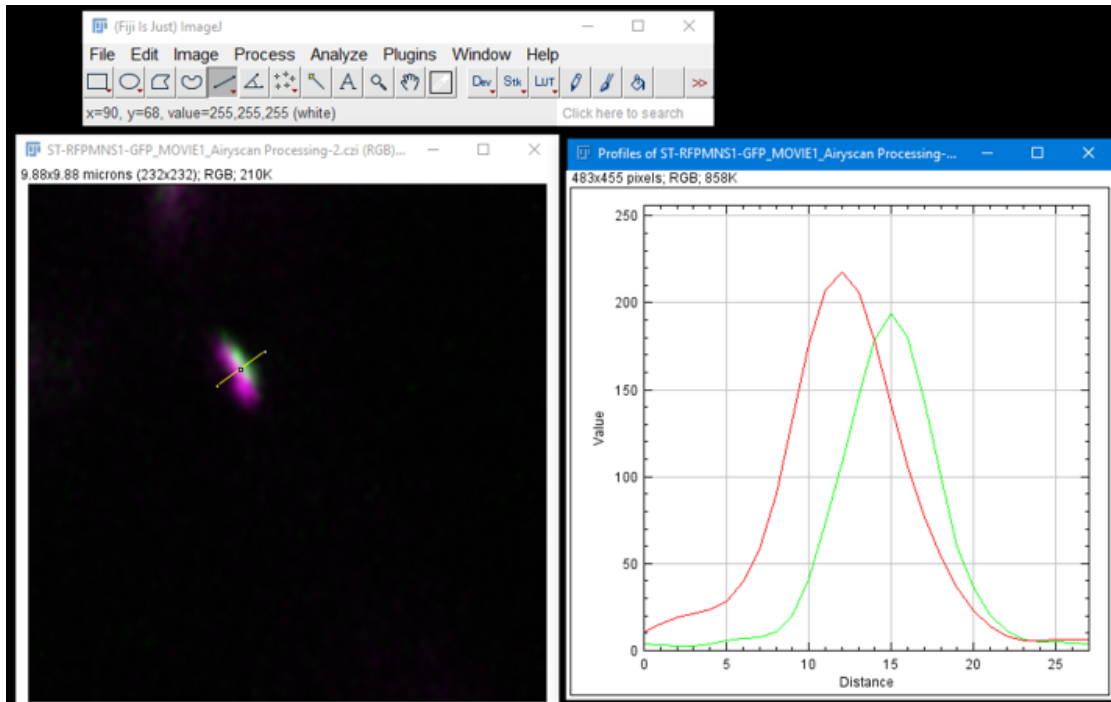 (Fiji Is Just) ImageJ
File Edit Image Process Analyze Plugins Window Help
A Dev Stk LUT >>
x=90, y=68, value=255,255,255 (white)
Click here to search
ST-RFPMNS1-GFP_MOVIE1_Airyscan Processing-2.czi (RGB)...
9.88x9.88 microns (232x232); RGB; 210K
Profiles of ST-RFPMNS1-GFP_MOVIE1_Airyscan Processing-...
483x455 pixels; RGB; 858K
250
200
150
100
50
0
Value
0 5 10 15 20 25
Distance